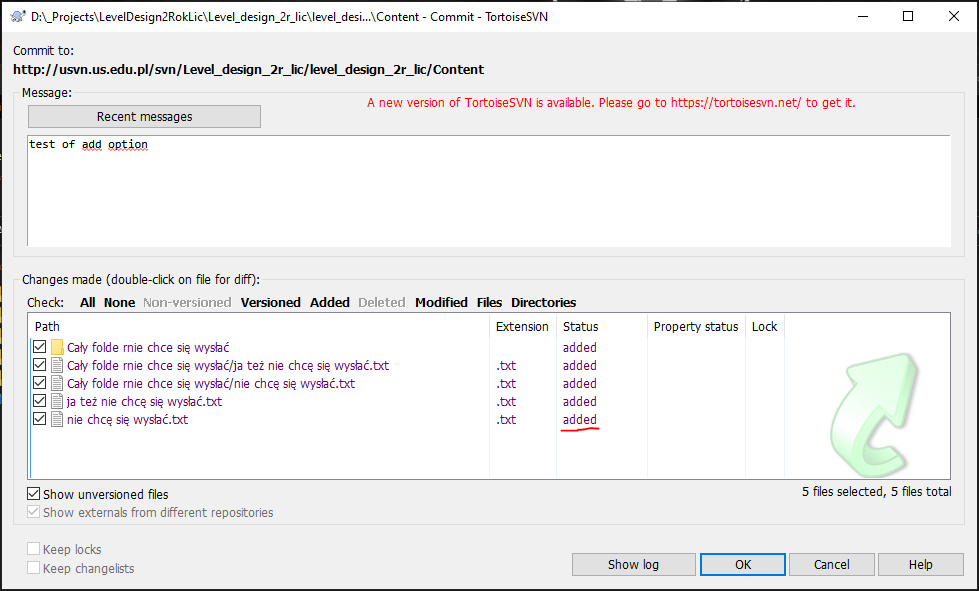 D:\_Projects\LevelDesign2RokLic\Level_design_2r_lic\level_desi...\Content - Commit - TortoiseSVN
Commit to:
http://usvn.us.edu.pl/svn/Level_design_2r_lic/level_design_2r_lic/Content
Message:
A new version of TortoiseSVN is available. Please go to https://tortoisesvn.net/ to get it.
Recent messages
test of add option
Changes made (double-click on file for diff):
Check: All None Non-versioned Versioned Added Deleted Modified Files Directories
Path Extension Status Property status Lock
Cały folde rnie chce się wysłać added
Cały folde rnie chce się wysłać/ja też nie chcę się wysłać.txt .txt added
Cały folde rnie chce się wysłać/nie chcę się wysłać.txt .txt added
ja też nie chcę się wysłać.txt .txt added
nie chcę się wysłać.txt .txt added
Show unversioned files
5 files selected, 5 files total
Show externals from different repositories
Keep locks
Keep changelists
Show log OK Cancel Help